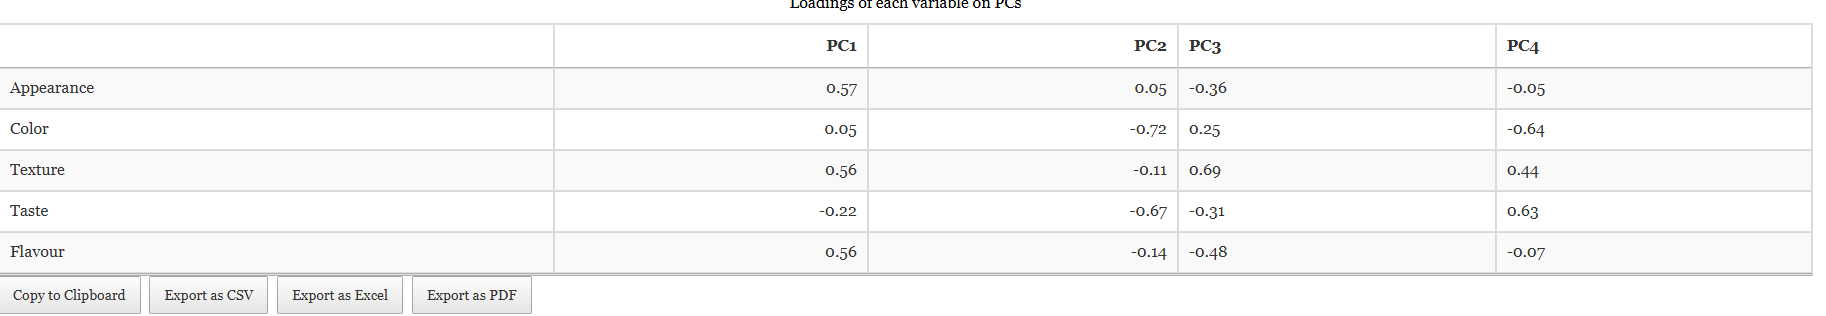 Loadings of each variable on PCs
PC1 PC2 PC3 PC4
Appearance 0.57 0.05 -0.36 -0.05
Color 0.05 -0.72 0.25 -0.64
Texture 0.56 -0.11 0.69 0.44
Taste -0.22 -0.67 -0.31 0.63
Flavour 0.56 -0.14 -0.48 -0.07
Copy to Clipboard Export as CSV Export as Excel Export as PDF